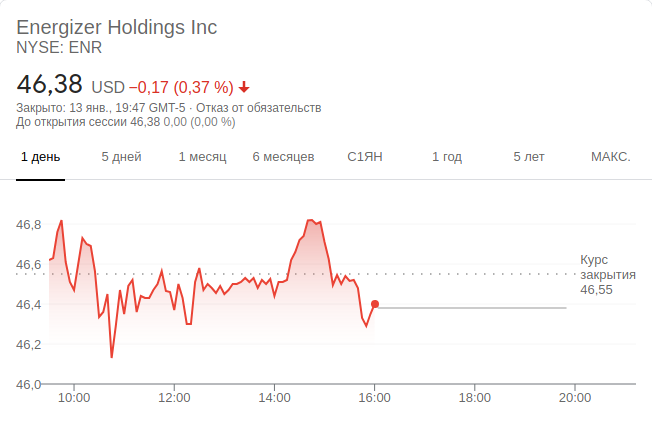 Energizer Holdings Inc
NYSE: ENR
46,38 USD −0,17 (0,37 %)
Закрыто: 13 янв., 19:47 GMT-5 · Отказ от обязательств
До открытия сессии 46,38 0,00 (0,00 %)
1 день 5 дней 1 месяц 6 месяцев С1ЯН 1 год 5 лет МАКС.
46,8
46,6
46,4
46,2
46,0
Курс
закрытия
46,55
10:00 12:00 14:00 16:00 18:00 20:00